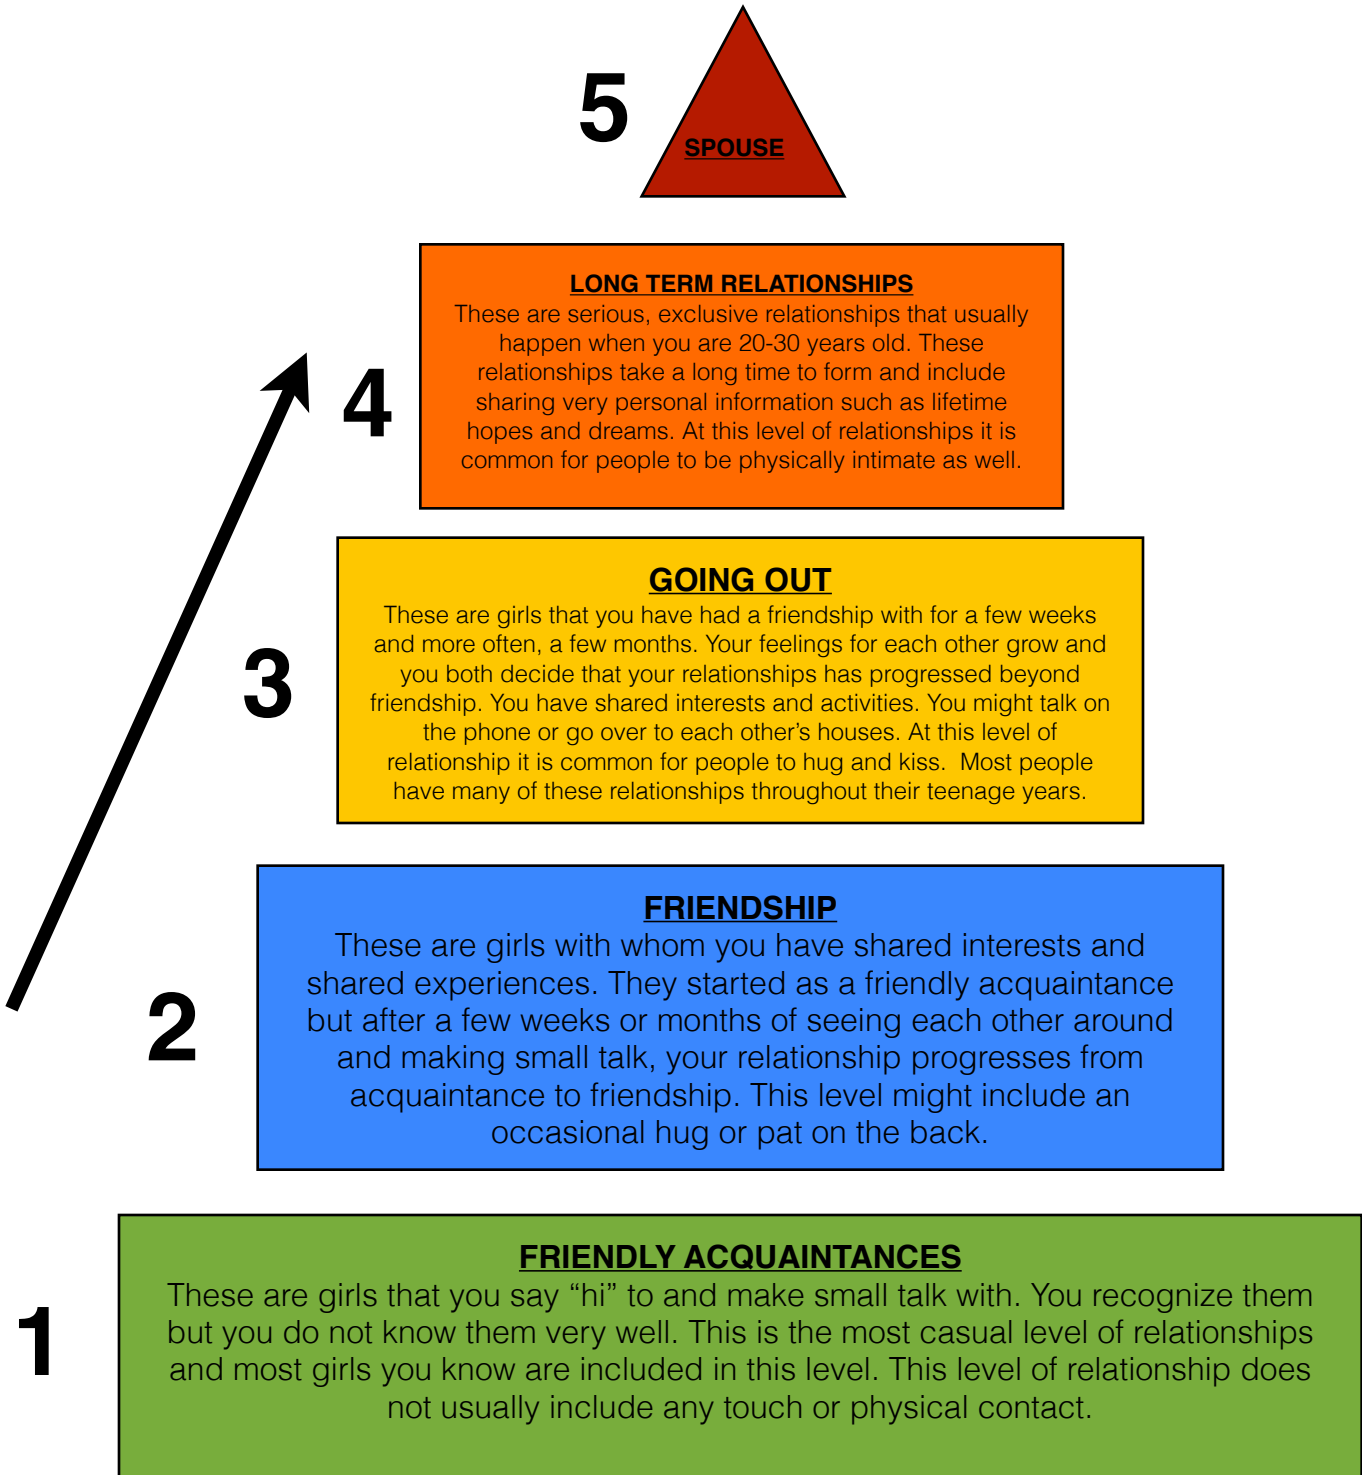 5
SPOUSE
4
LONG TERM RELATIONSHIPS
These are serious, exclusive relationships that usually
happen when you are 20-30 years old. These
relationships take a long time to form and include
sharing very personal information such as lifetime
hopes and dreams. At this level of relationships it is
common for people to be physically intimate as well.
3
GOING OUT
These are girls that you have had a friendship with for a few weeks
and more often, a few months. Your feelings for each other grow and
you both decide that your relationships has progressed beyond
friendship. You have shared interests and activities. You might talk on
the phone or go over to each other’s houses. At this level of
relationship it is common for people to hug and kiss.  Most people
have many of these relationships throughout their teenage years.
2
FRIENDSHIP
These are girls with whom you have shared interests and
shared experiences. They started as a friendly acquaintance
but after a few weeks or months of seeing each other around
and making small talk, your relationship progresses from
acquaintance to friendship. This level might include an
occasional hug or pat on the back.
1
FRIENDLY ACQUAINTANCES
These are girls that you say “hi” to and make small talk with. You recognize them
but you do not know them very well. This is the most casual level of relationships
and most girls you know are included in this level. This level of relationship does
not usually include any touch or physical contact.